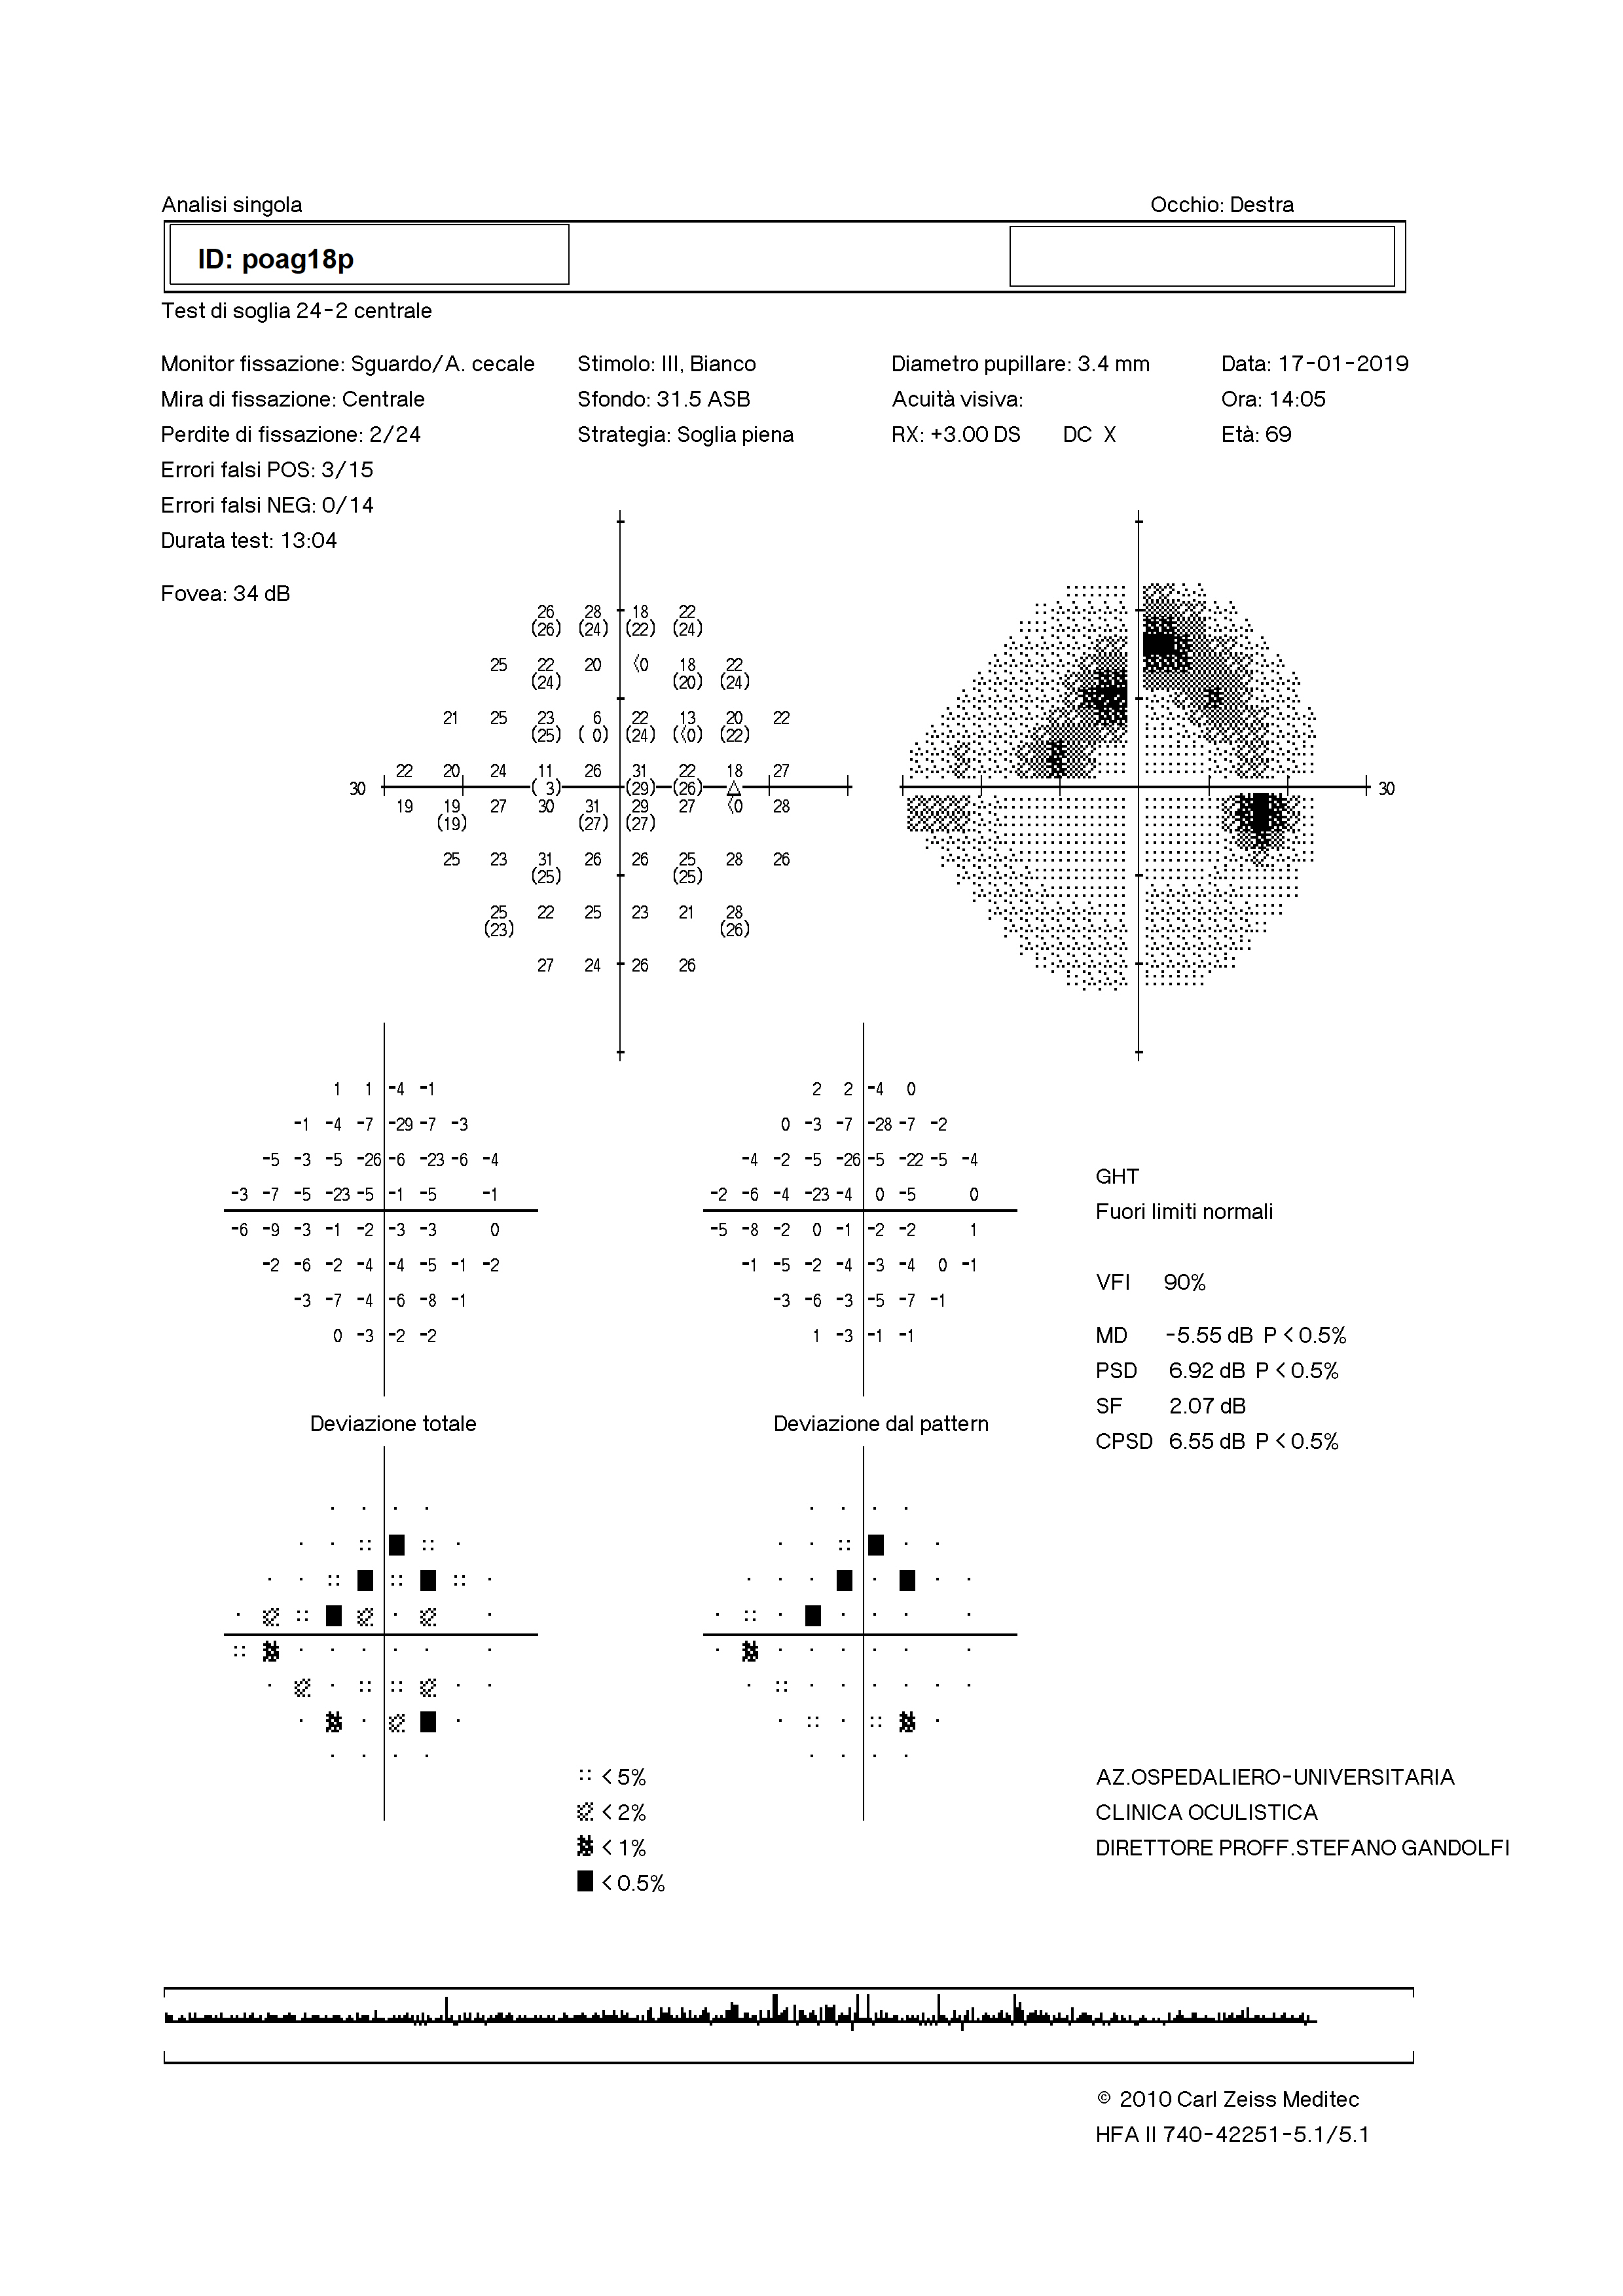 Analisi singola Occhio: Destra
ID: poag18p
Test di soglia 24-2 centrale
Monitor fissazione: Sguardo/A. cecale Stimolo: III, Bianco Diametro pupillare: 3.4 mm Data: 17-01-2019
Mira di fissazione: Centrale Sfondo: 31.5 ASB Acuità visiva: Ora: 14:05
Perdite di fissazione: 2/24 Strategia: Soglia piena RX: +3.00 DS DC X Età: 69
Errori falsi POS: 3/15
Errori falsi NEG: 0/14
Durata test: 13:04
Fovea: 34 dB
26 28 18 22
(26) (24) (22) (24)
25 22 20 <0 18 22
(24) (20) (24)
21 25 23 6 22 13 20 22
(25) ( 0) (24) (<0) (22)
22 20 24 11 26 31 22 18 27
30 ( 3) (29) (26) 30
19 19 27 30 31 29 27 <0 28
(19) (27) (27)
25 23 31 26 26 25 28 26
(25) (25)
25 22 25 23 21 28
(23) (26)
27 24 26 26
1 1 -4 -1 2 2 -4 0
-1 -4 -7 -29 -7 -3 0 -3 -7 -28 -7 -2
-5 -3 -5 -26 -6 -23 -6 -4 -4 -2 -5 -26 -5 -22 -5 -4
-3 -7 -5 -23 -5 -1 -5 -1 -2 -6 -4 -23 -4 0 -5 0
-6 -9 -3 -1 -2 -3 -3 0 -5 -8 -2 0 -1 -2 -2 1
-2 -6 -2 -4 -4 -5 -1 -2 -1 -5 -2 -4 -3 -4 0 -1
-3 -7 -4 -6 -8 -1 -3 -6 -3 -5 -7 -1
0 -3 -2 -2 1 -3 -1 -1
GHT
Fuori limiti normali
VFI 90%
MD -5.55 dB P < 0.5%
PSD 6.92 dB P < 0.5%
SF 2.07 dB
CPSD 6.55 dB P < 0.5%
Deviazione totale Deviazione dal pattern
< 5%
< 2%
< 1%
< 0.5%
AZ.OSPEDALIERO-UNIVERSITARIA
CLINICA OCULISTICA
DIRETTORE PROFF.STEFANO GANDOLFI
© 2010 Carl Zeiss Meditec
HFA II 740-42251-5.1/5.1